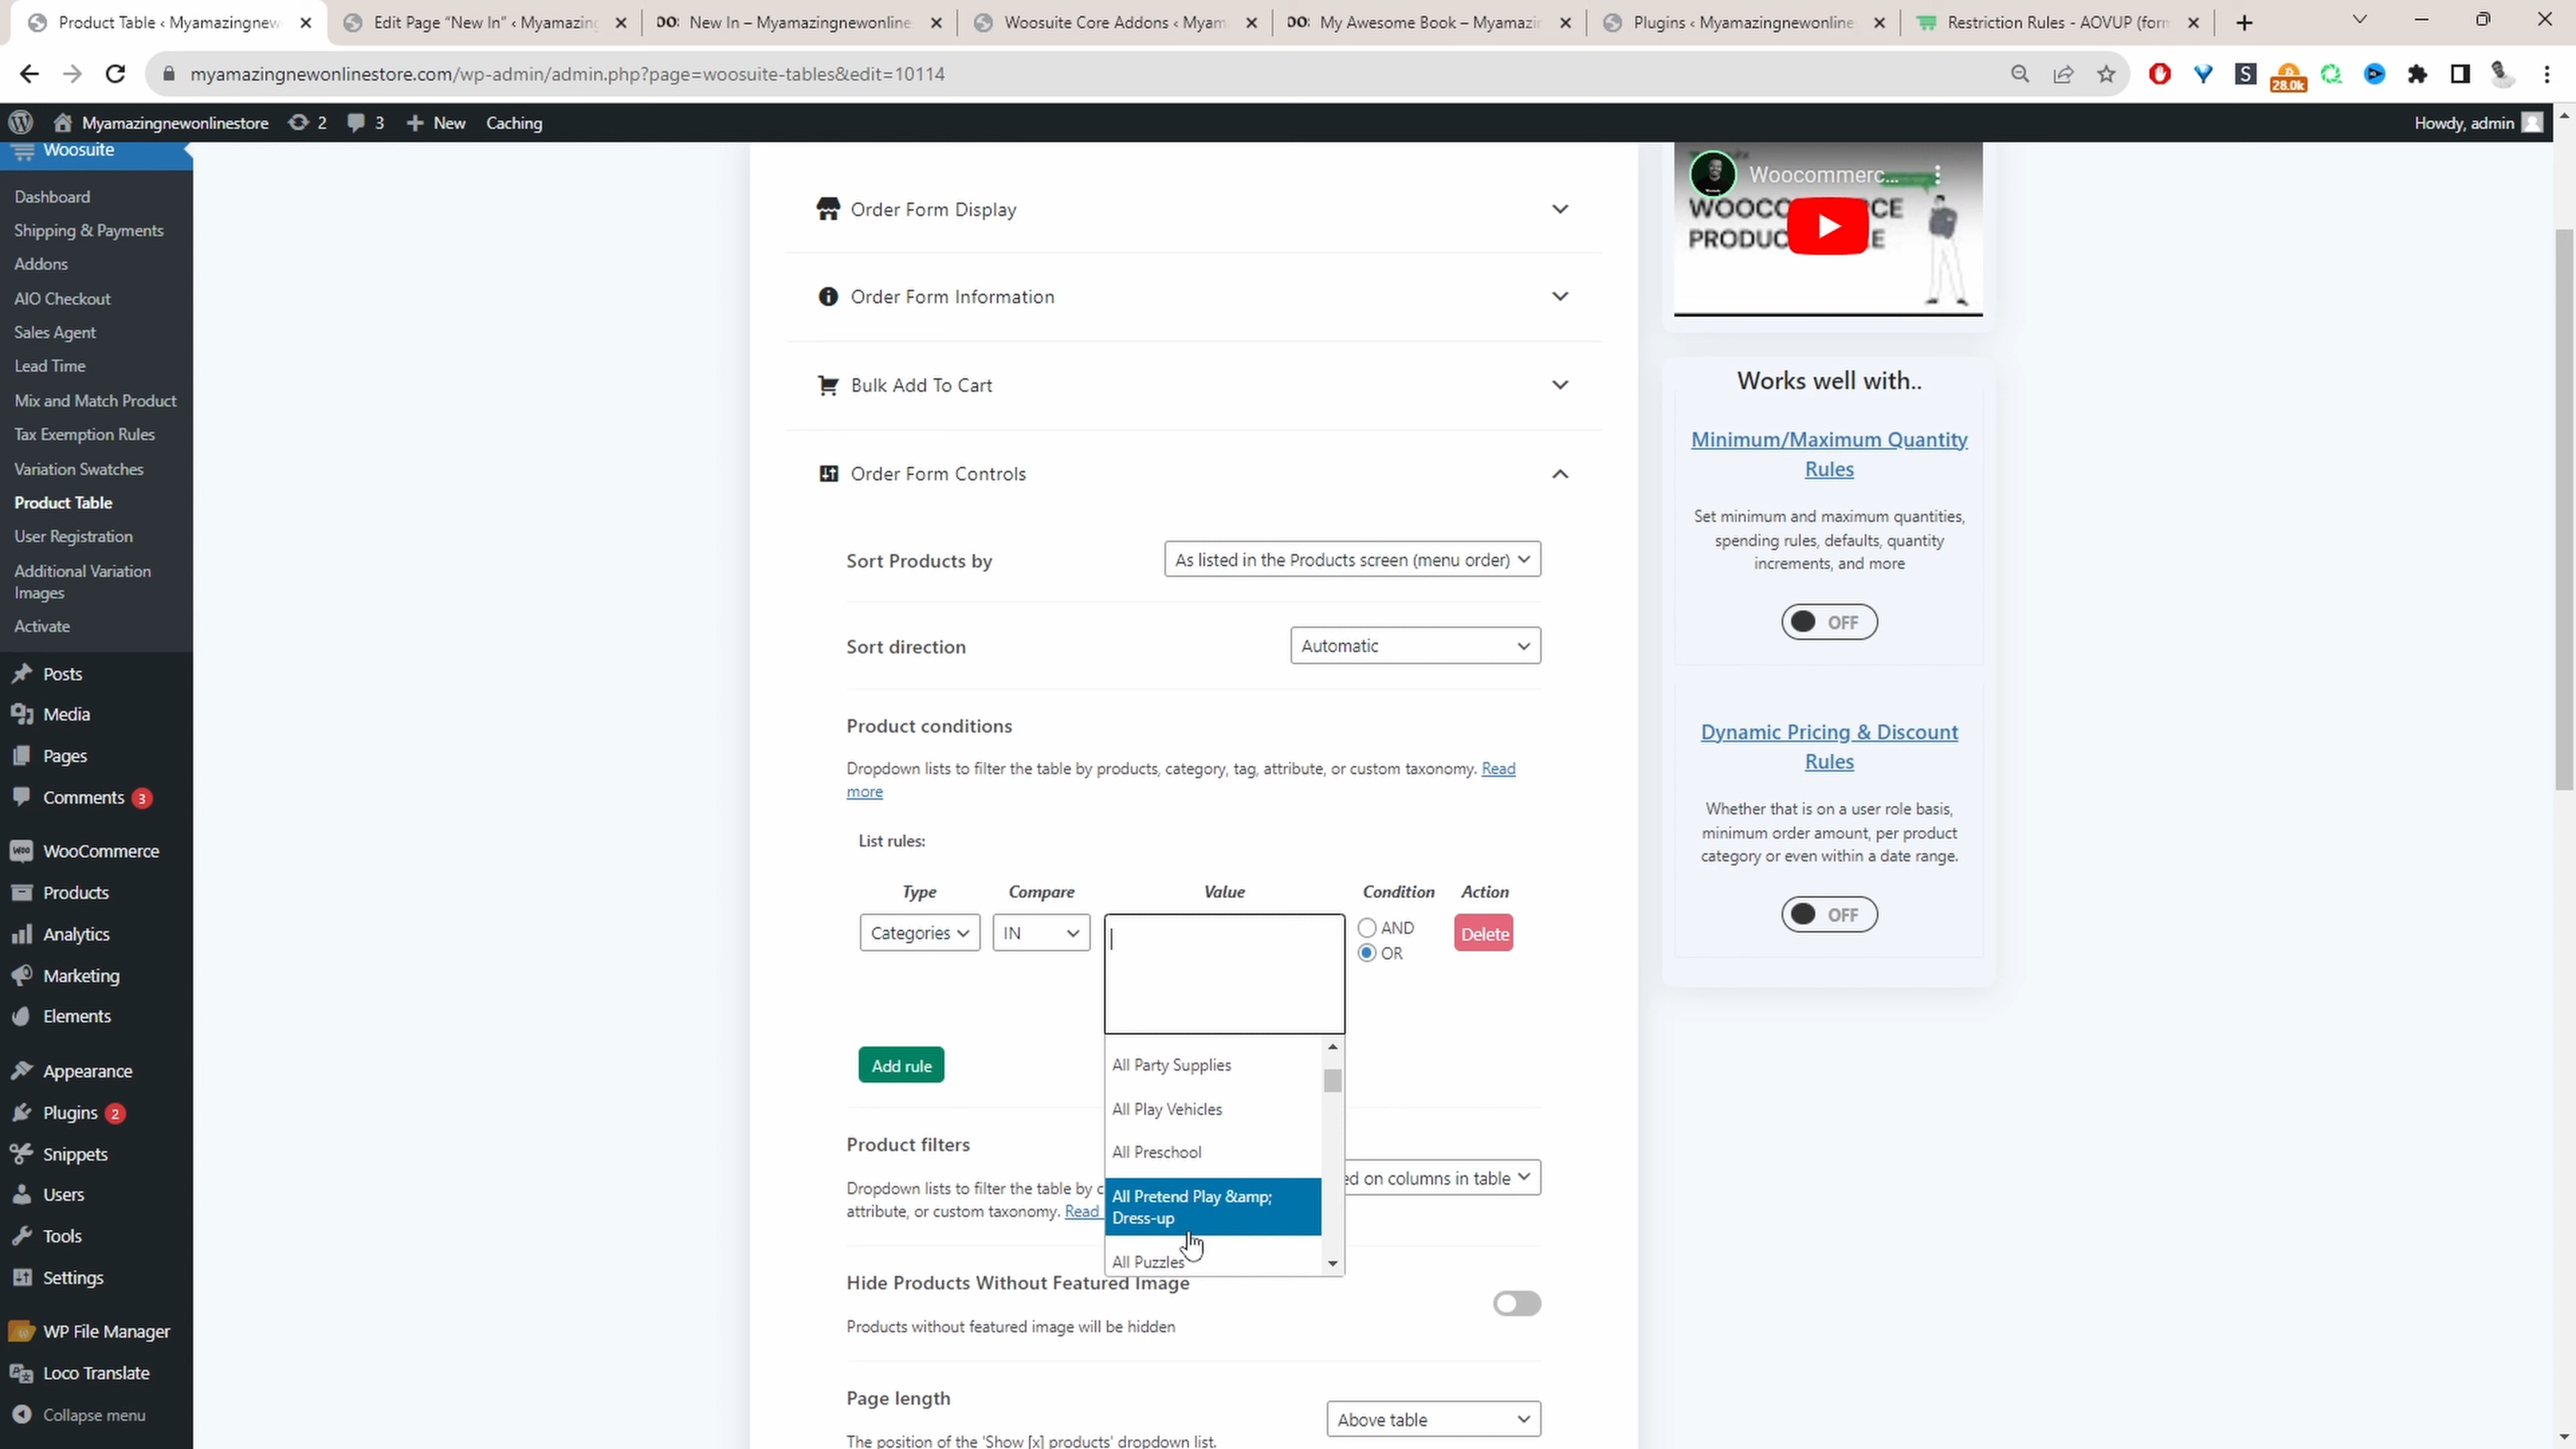 Product Table ‹ Myamazingnew
Edit Page “New In” ‹ Myamazing
New In – Myamazingnewonline
Woosuite Core Addons ‹ Myam
My Awesome Book – Myamazin
Plugins ‹ Myamazingnewonline
Restriction Rules - AOVUP (form
myamazingnewonlinestore.com/wp-admin/admin.php?page=woosuite-tables&edit=10114
28.0k
Myamazingnewonlinestore
2
3
New
Caching
Howdy, admin
Woosuite
Dashboard
Shipping & Payments
Addons
AIO Checkout
Sales Agent
Lead Time
Mix and Match Product
Tax Exemption Rules
Variation Swatches
Product Table
User Registration
Additional Variation
Images
Activate
Posts
Media
Pages
Comments 3
WooCommerce
Products
Analytics
Marketing
Elements
Appearance
Plugins 2
Snippets
Users
Tools
Settings
WP File Manager
Loco Translate
Collapse menu
Order Form Display
Order Form Information
Bulk Add To Cart
Order Form Controls
Sort Products by
As listed in the Products screen (menu order)
Sort direction
Automatic
Product conditions
Dropdown lists to filter the table by products, category, tag, attribute, or custom taxonomy. Read
more
List rules:
Type Compare Value Condition Action
Categories IN
AND
OR
Delete
Add rule
All Party Supplies
All Play Vehicles
All Preschool
All Pretend Play &amp;
Dress-up
All Puzzles
Product filters
ed on columns in table
Dropdown lists to filter the table by c
attribute, or custom taxonomy. Read
Hide Products Without Featured Image
Products without featured image will be hidden
Page length
Above table
The position of the 'Show [x] products' dropdown list.
Woocommerc...
WOOCO CE
PRODUC E
Works well with..
Minimum/Maximum Quantity
Rules
Set minimum and maximum quantities,
spending rules, defaults, quantity
increments, and more
OFF
Dynamic Pricing & Discount
Rules
Whether that is on a user role basis,
minimum order amount, per product
category or even within a date range.
OFF